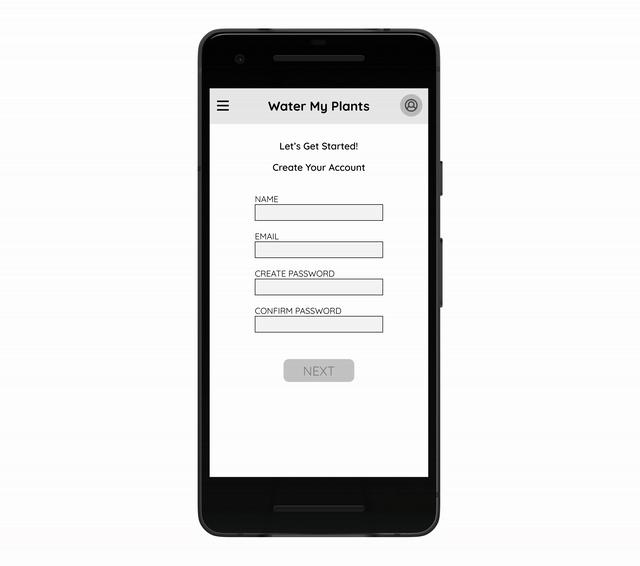 Water My Plants
Let's Get Started!
Create Your Account
NAME
EMAIL
CREATE PASSWORD
CONFIRM PASSWORD
NEXT